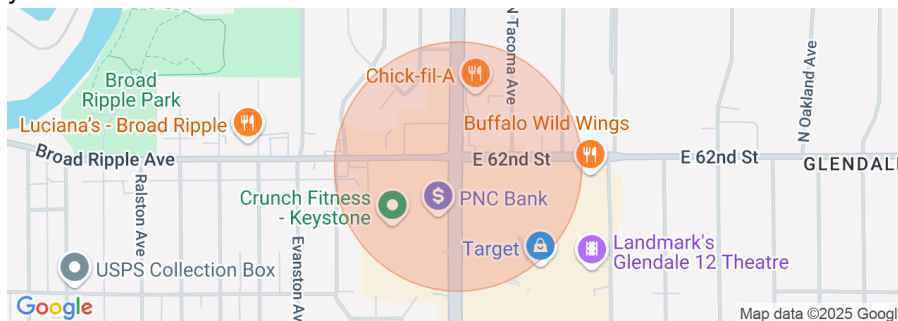 N Tacoma Ave
N Oakland Ave
Chick-fil-A
Broad
Ripple Park
Luciana's - Broad Ripple
Buffalo Wild Wings
Broad Ripple Ave
E 62nd St
E 62nd St
GLENDAL
Ralston Ave
Evanston Av
Crunch Fitness
- Keystone
$
PNC Bank
Target
Landmark's
Glendale 12 Theatre
USPS Collection Box
Google
Map data ©2025 Googl